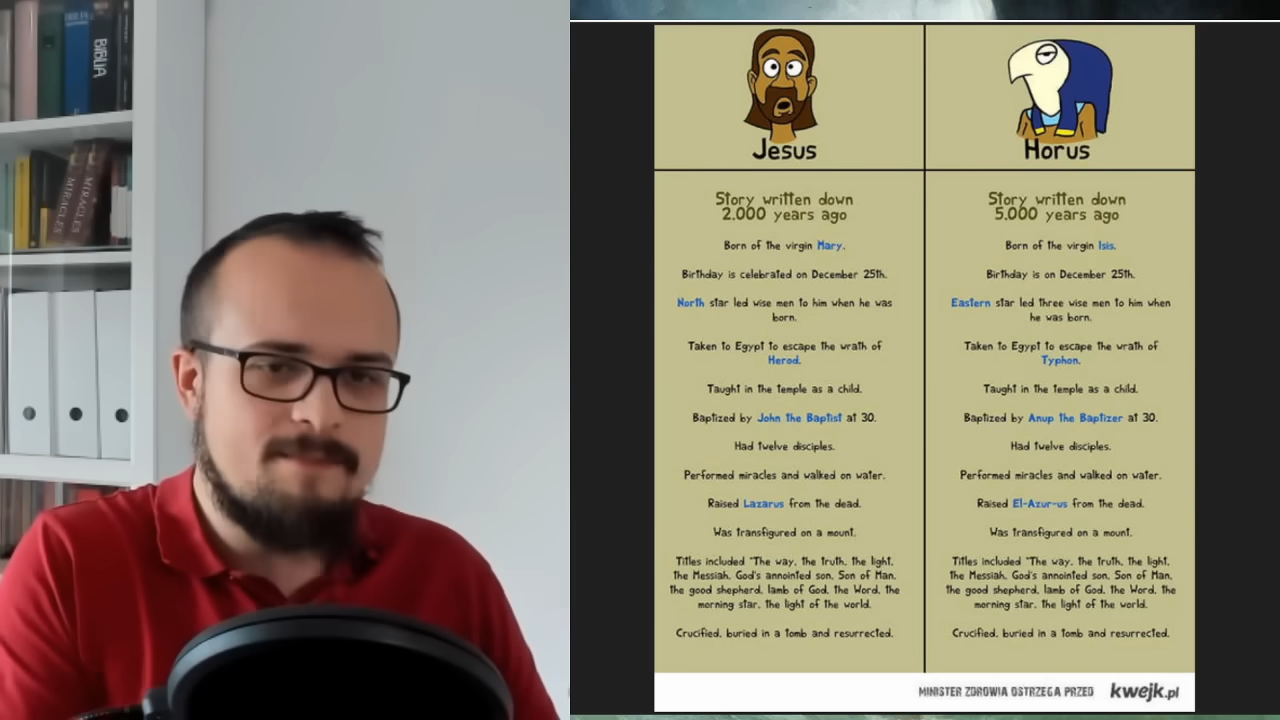 BIBLIA
MIRACLES
MIRACLES
Jesus
Story written down
2.000 years ago
Born of the virgin Mary.
Birthday is celebrated on December 25th.
North star led wise men to him when he was
born.
Taken to Egypt to escape the wrath of
Herod.
Taught in the temple as a child.
Baptized by John the Baptist at 30.
Had twelve disciples.
Performed miracles and walked on water.
Raised Lazarus from the dead.
Was transfigured on a mount.
Titles included "The way, the truth, the light,
the Messiah, God's annointed son, Son of Man,
the good shepherd, lamb of God, the Word, the
morning star, the light of the world.
Crucified, buried in a tomb and resurrected.
Horus
Story written down
5.000 years ago
Born of the virgin Isis.
Birthday is on December 25th.
Eastern star led three wise men to him when
he was born.
Taken to Egypt to escape the wrath of
Typhon.
Taught in the temple as a child.
Baptized by Anup the Baptizer at 30.
Had twelve disciples.
Performed miracles and walked on water.
Raised El-Azur-us from the dead.
Was transfigured on a mount.
Titles included "The way, the truth, the light,
the Messiah, God's annointed son, Son of Man,
the good shepherd, lamb of God, the Word, the
morning star, the light of the world.
Crucified, buried in a tomb and resurrected.
MINISTER ZDROWIA OSTRZEGA PRZED kwejk.pl